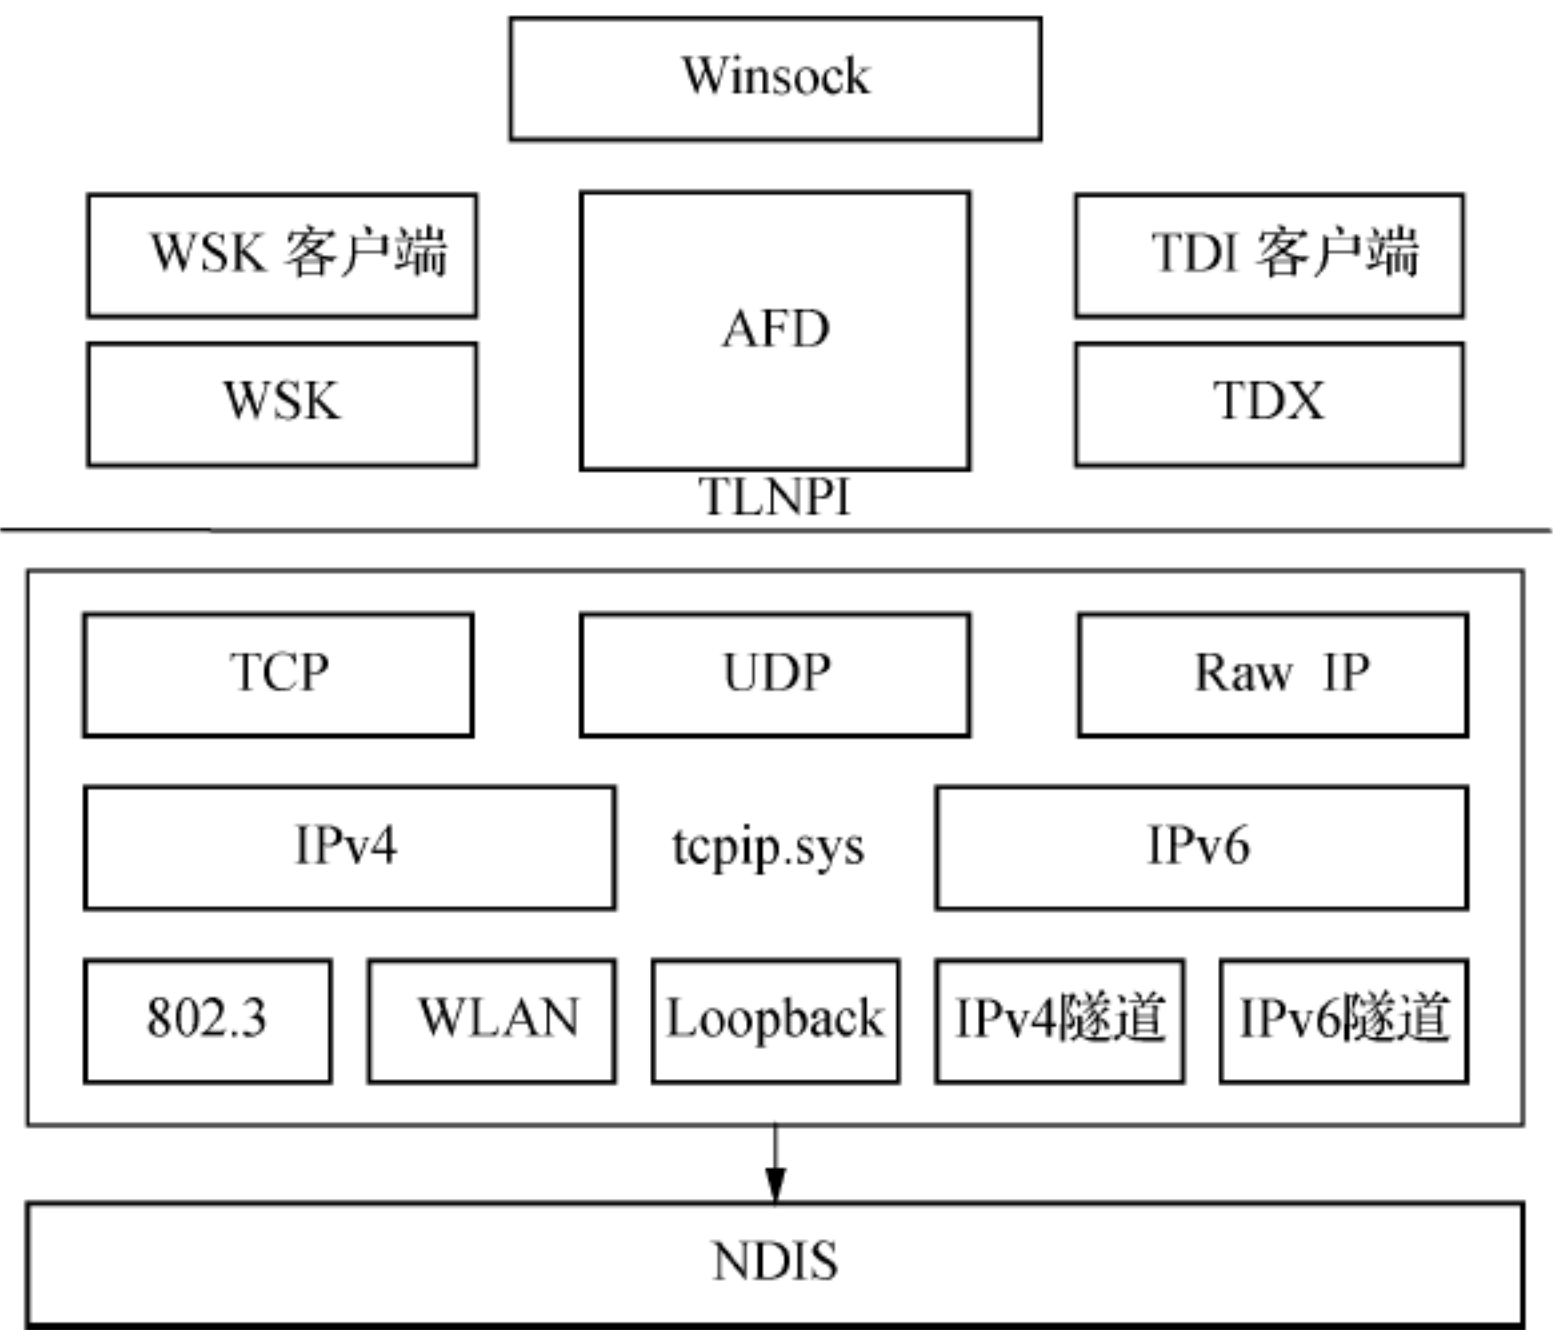 Winsock
WSK 客户端
AFD
TDI 客户端
WSK
TDX
TLNPI
TCP
UDP
Raw IP
IPv4
tcpip.sys
IPv6
802.3
WLAN
Loopback
IPv4隧道
IPv6隧道
NDIS